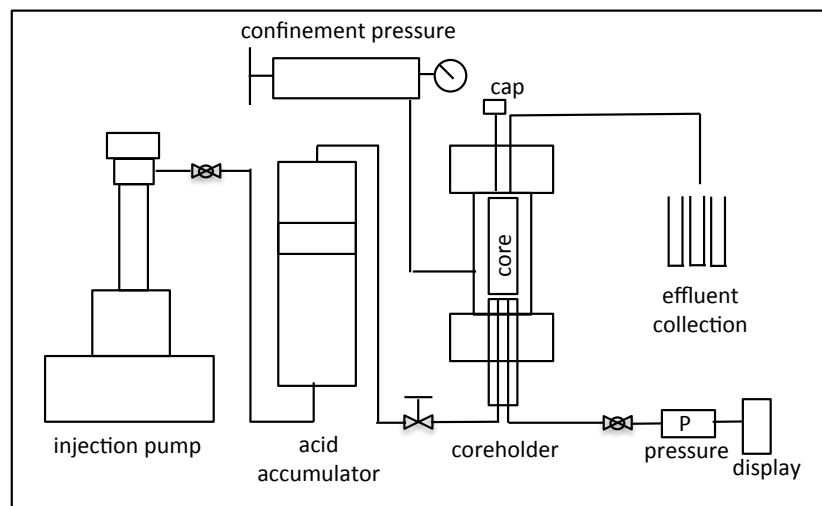 confinement pressure
cap
core
effluent
collection
injection pump
acid
accumulator
coreholder
P
pressure
display